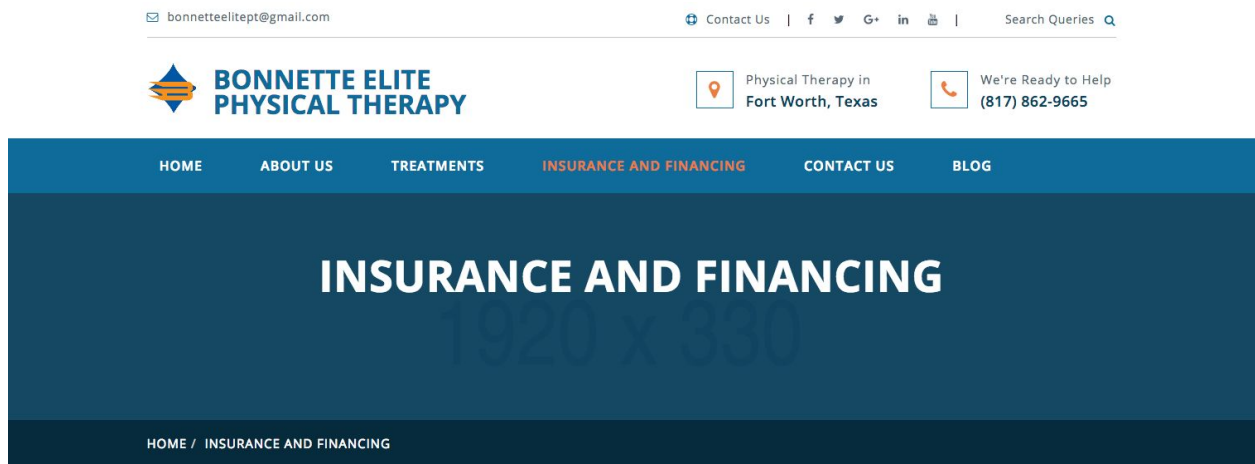 bonnetteelitept@gmail.com
Contact Us | f G+ in You Tube | Search Queries
BONNETTE ELITE
PHYSICAL THERAPY
Physical Therapy in
Fort Worth, Texas
We're Ready to Help
(817) 862-9665
HOME ABOUT US TREATMENTS INSURANCE AND FINANCING CONTACT US BLOG
INSURANCE AND FINANCING
1920 x 330
HOME / INSURANCE AND FINANCING